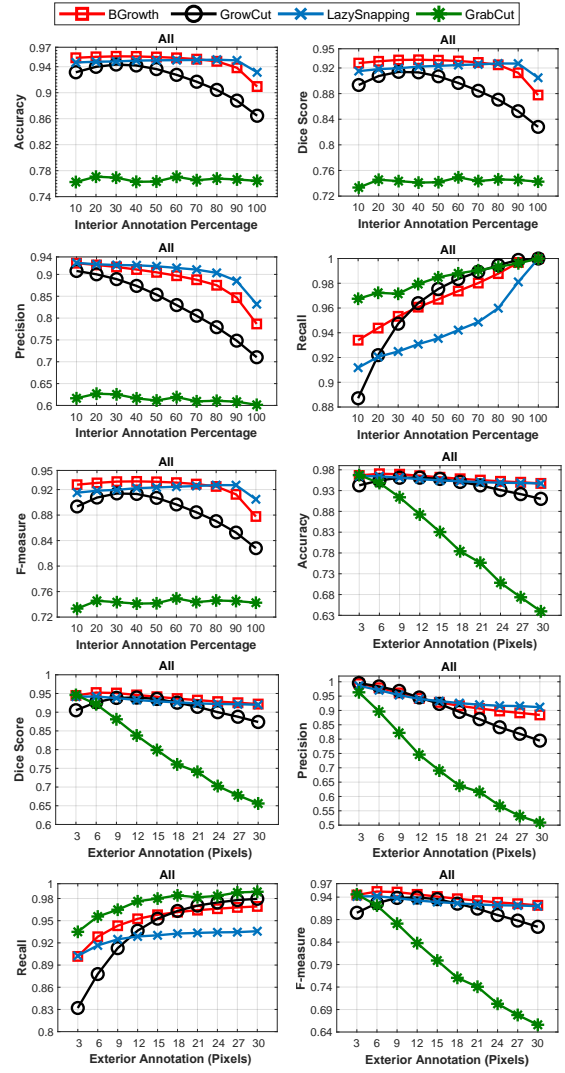 BGrowth GrowCut LazySnapping GrabCut
All
Accuracy
0.97
0.94
0.9
0.86
0.82
0.78
0.74
10 20 30 40 50 60 70 80 90 100
Interior Annotation Percentage
All
Dice Score
0.95
0.92
0.88
0.84
0.8
0.76
0.72
10 20 30 40 50 60 70 80 90 100
Interior Annotation Percentage
All
Precision
0.94
0.9
0.85
0.8
0.75
0.7
0.65
0.6
10 20 30 40 50 60 70 80 90 100
Interior Annotation Percentage
All
Recall
1
0.98
0.96
0.94
0.92
0.9
0.88
10 20 30 40 50 60 70 80 90 100
Interior Annotation Percentage
All
F-measure
0.95
0.92
0.88
0.84
0.8
0.76
0.72
10 20 30 40 50 60 70 80 90 100
Interior Annotation Percentage
All
Accuracy
0.98
0.93
0.88
0.83
0.78
0.73
0.68
0.63
3 6 9 12 15 18 21 24 27 30
Exterior Annotation (Pixels)
All
Dice Score
1
0.95
0.9
0.85
0.8
0.75
0.7
0.65
0.6
3 6 9 12 15 18 21 24 27 30
Exterior Annotation (Pixels)
All
Precision
1
0.95
0.9
0.85
0.8
0.7
0.6
0.5
3 6 9 12 15 18 21 24 27 30
Exterior Annotation (Pixels)
All
Recall
1
0.98
0.95
0.92
0.89
0.86
0.83
0.8
3 6 9 12 15 18 21 24 27 30
Exterior Annotation (Pixels)
All
F-measure
0.97
0.94
0.89
0.84
0.79
0.74
0.69
0.64
3 6 9 12 15 18 21 24 27 30
Exterior Annotation (Pixels)